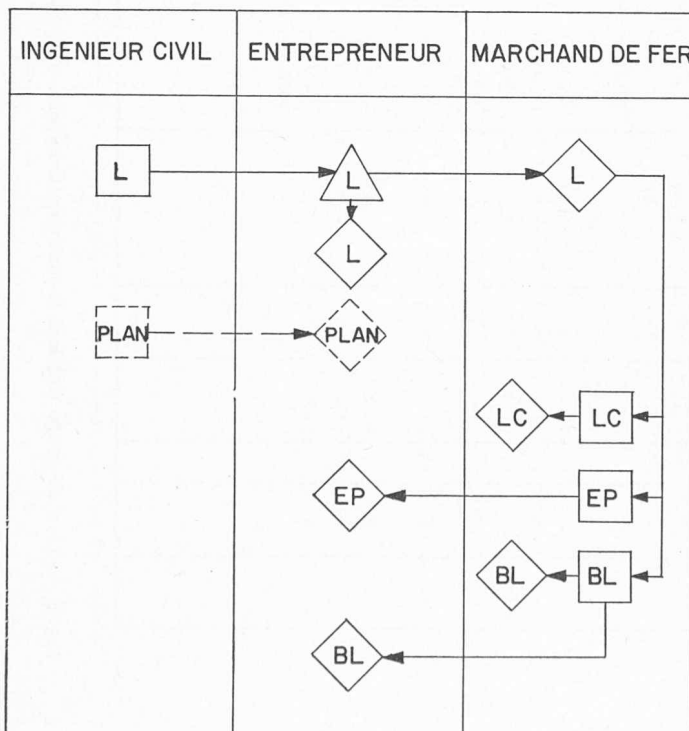 INGENIEUR CIVIL
ENTREPRENEUR
MARCHAND DE FER
L
L
L
L
PLAN
PLAN
LC
LC
EP
EP
BL
BL
BL